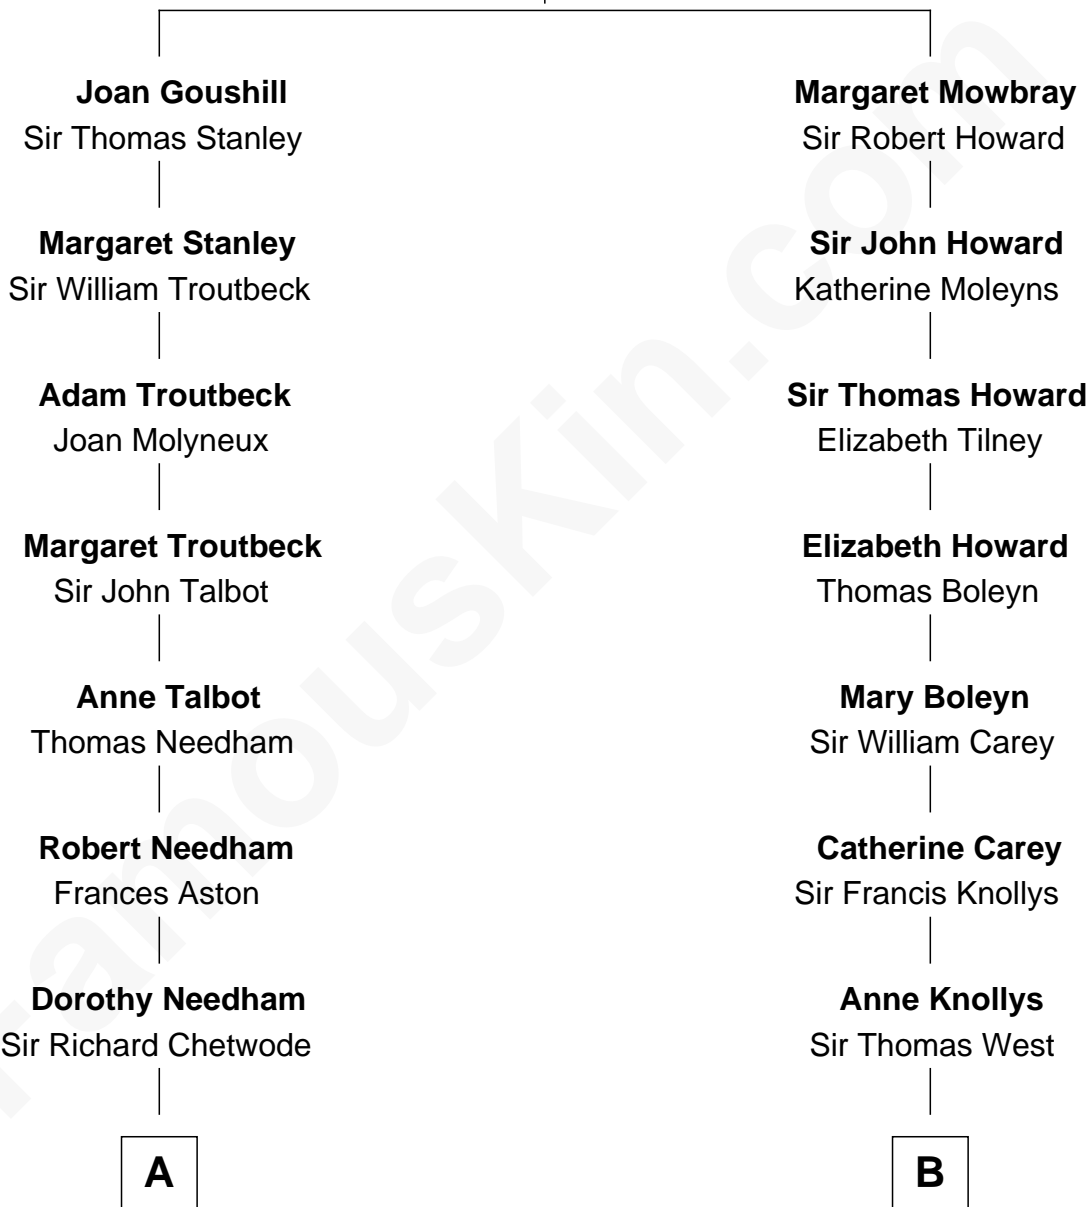 Joan Goushill
Sir Thomas Stanley
Margaret Stanley
Sir William Troutbeck
Adam Troutbeck
Joan Molyneux
Margaret Troutbeck
Sir John Talbot
Anne Talbot
Thomas Needham
Robert Needham
Frances Aston
Dorothy Needham
Sir Richard Chetwode
A
Margaret Mowbray
Sir Robert Howard
Sir John Howard
Katherine Moleyns
Sir Thomas Howard
Elizabeth Tilney
Elizabeth Howard
Thomas Boleyn
Mary Boleyn
Sir William Carey
Catherine Carey
Sir Francis Knollys
Anne Knollys
Sir Thomas West
B
FamousKin.com